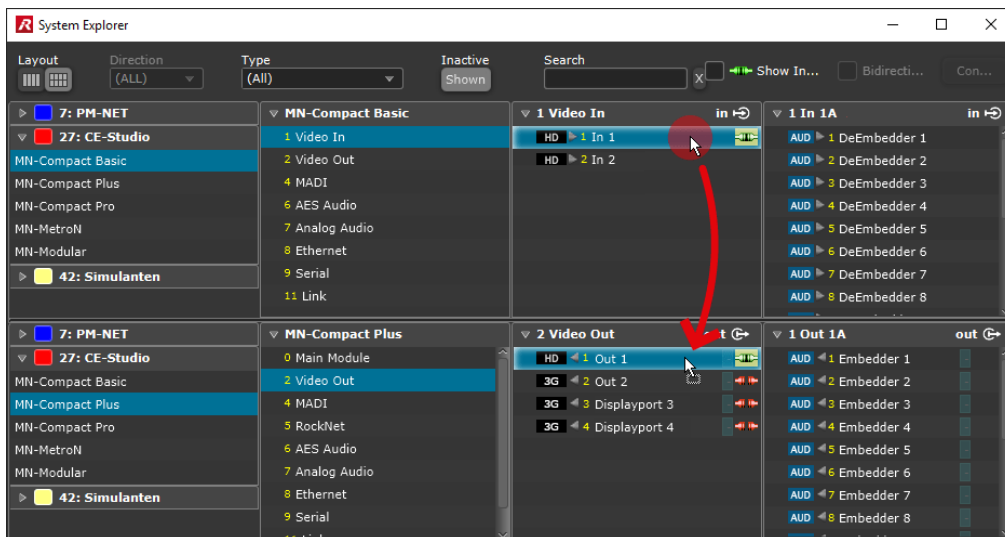 R System Explorer
Layout Direction Type Inactive Search
(ALL) (All) Shown X Show In... Bidirecti... Con...
7: PM-NET MN-Compact Basic 1 Video In in 1 In 1A in
27: CE-Studio 1 Video In HD 1 In 1 AUD 1 DeEmbedder 1
MN-Compact Basic 2 Video Out HD 2 In 2 AUD 2 DeEmbedder 2
MN-Compact Plus 4 MADI AUD 3 DeEmbedder 3
MN-Compact Pro 6 AES Audio AUD 4 DeEmbedder 4
MN-MetroN 7 Analog Audio AUD 5 DeEmbedder 5
MN-Modular 8 Ethernet AUD 6 DeEmbedder 6
42: Simulanten 9 Serial AUD 7 DeEmbedder 7
11 Link AUD 8 DeEmbedder 8
7: PM-NET MN-Compact Plus 2 Video Out 1 Out 1A out
27: CE-Studio 0 Main Module HD 1 Out 1 AUD 1 Embedder 1
MN-Compact Basic 2 Video Out 3G 2 Out 2 AUD 2 Embedder 2
MN-Compact Plus 4 MADI 3G 3 Displayport 3 AUD 3 Embedder 3
MN-Compact Pro 5 RockNet 3G 4 Displayport 4 AUD 4 Embedder 4
MN-MetroN 6 AES Audio AUD 5 Embedder 5
MN-Modular 7 Analog Audio AUD 6 Embedder 6
42: Simulanten 8 Ethernet AUD 7 Embedder 7
9 Serial AUD 8 Embedder 8